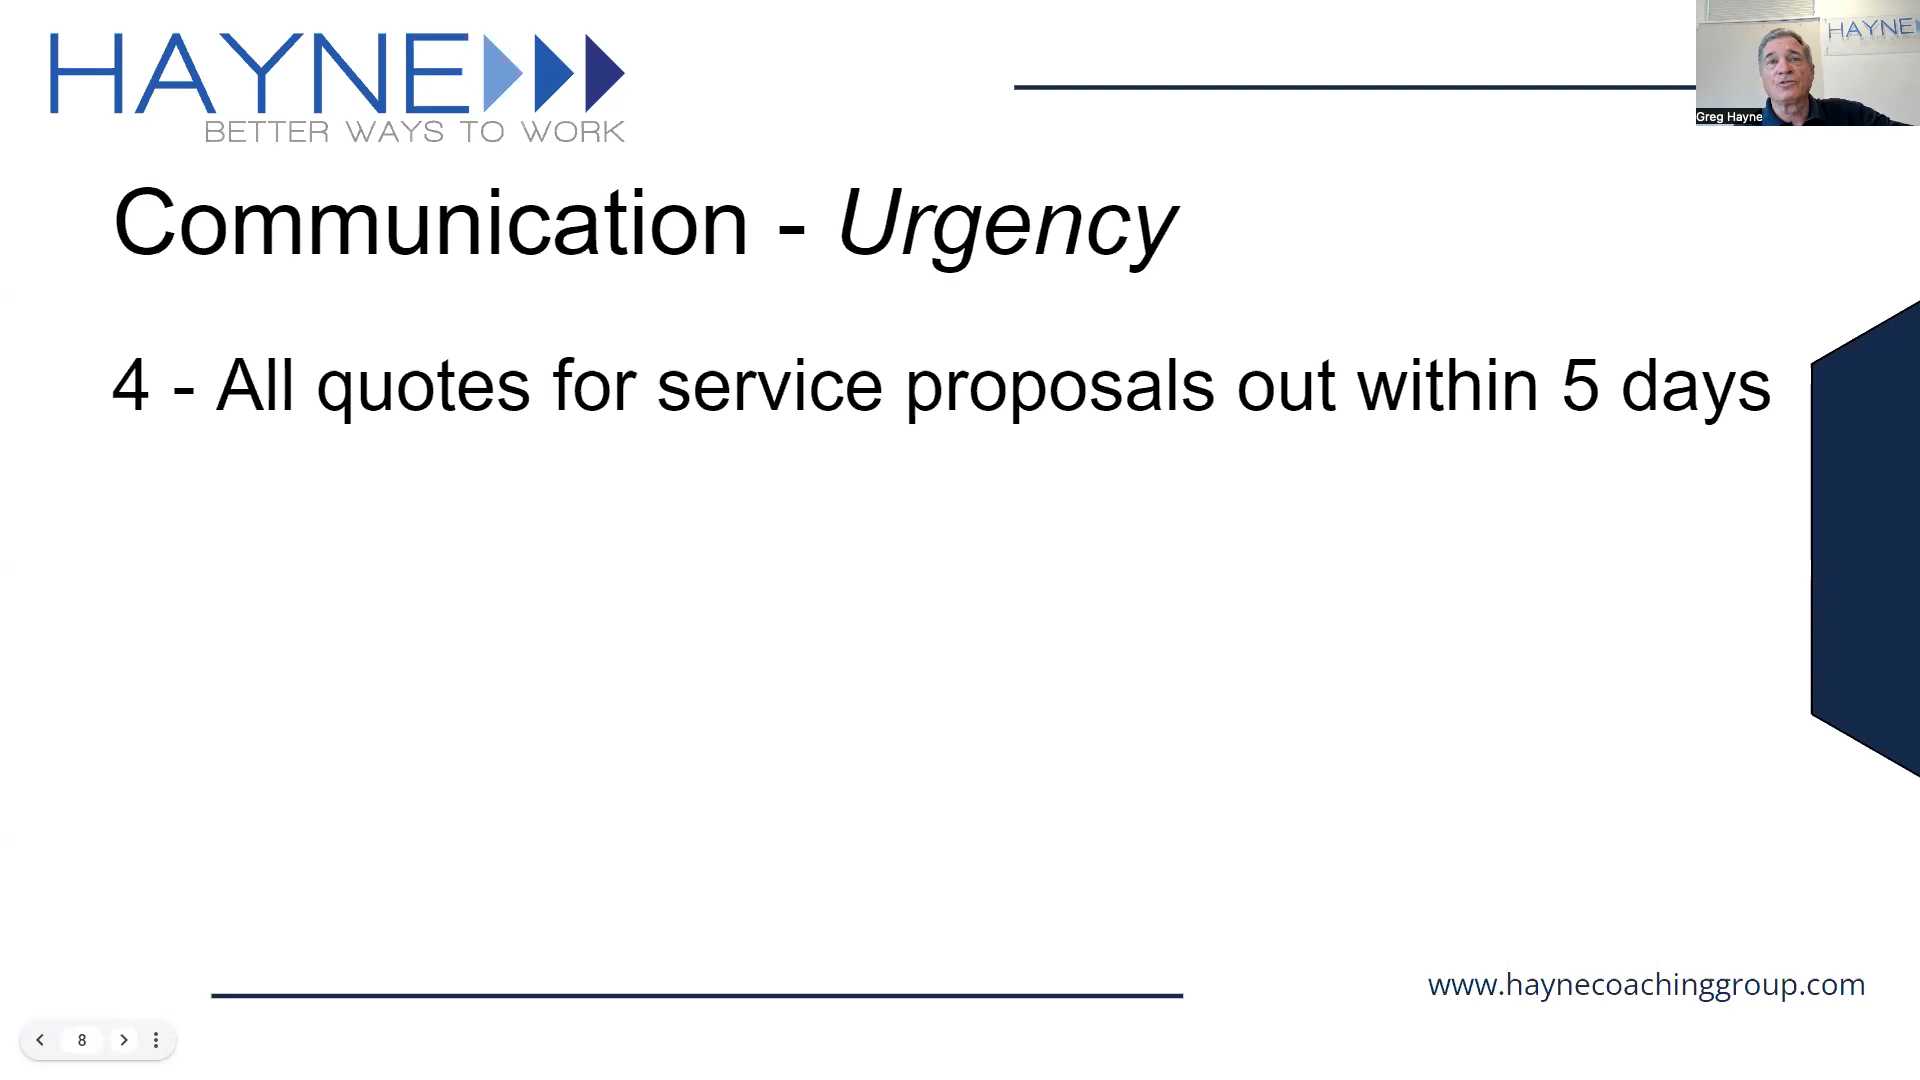 HAYNE
BETTER WAYS TO WORK
HAYNE
Greg Hayne
Communication - Urgency
4 - All quotes for service proposals out within 5 days
www.haynecoachinggroup.com
8